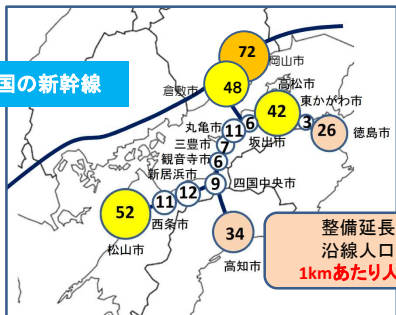 国の新幹線
72
岡山市
倉敷市
48
高松市
42
東かがわ市
丸亀市
11
6
3
26
徳島市
坂出市
三豊市
7
観音寺市
6
新居浜市
9
四国中央市
12
11
52
西条市
松山市
34
高知市
整備延長
沿線人口
1kmあたり人